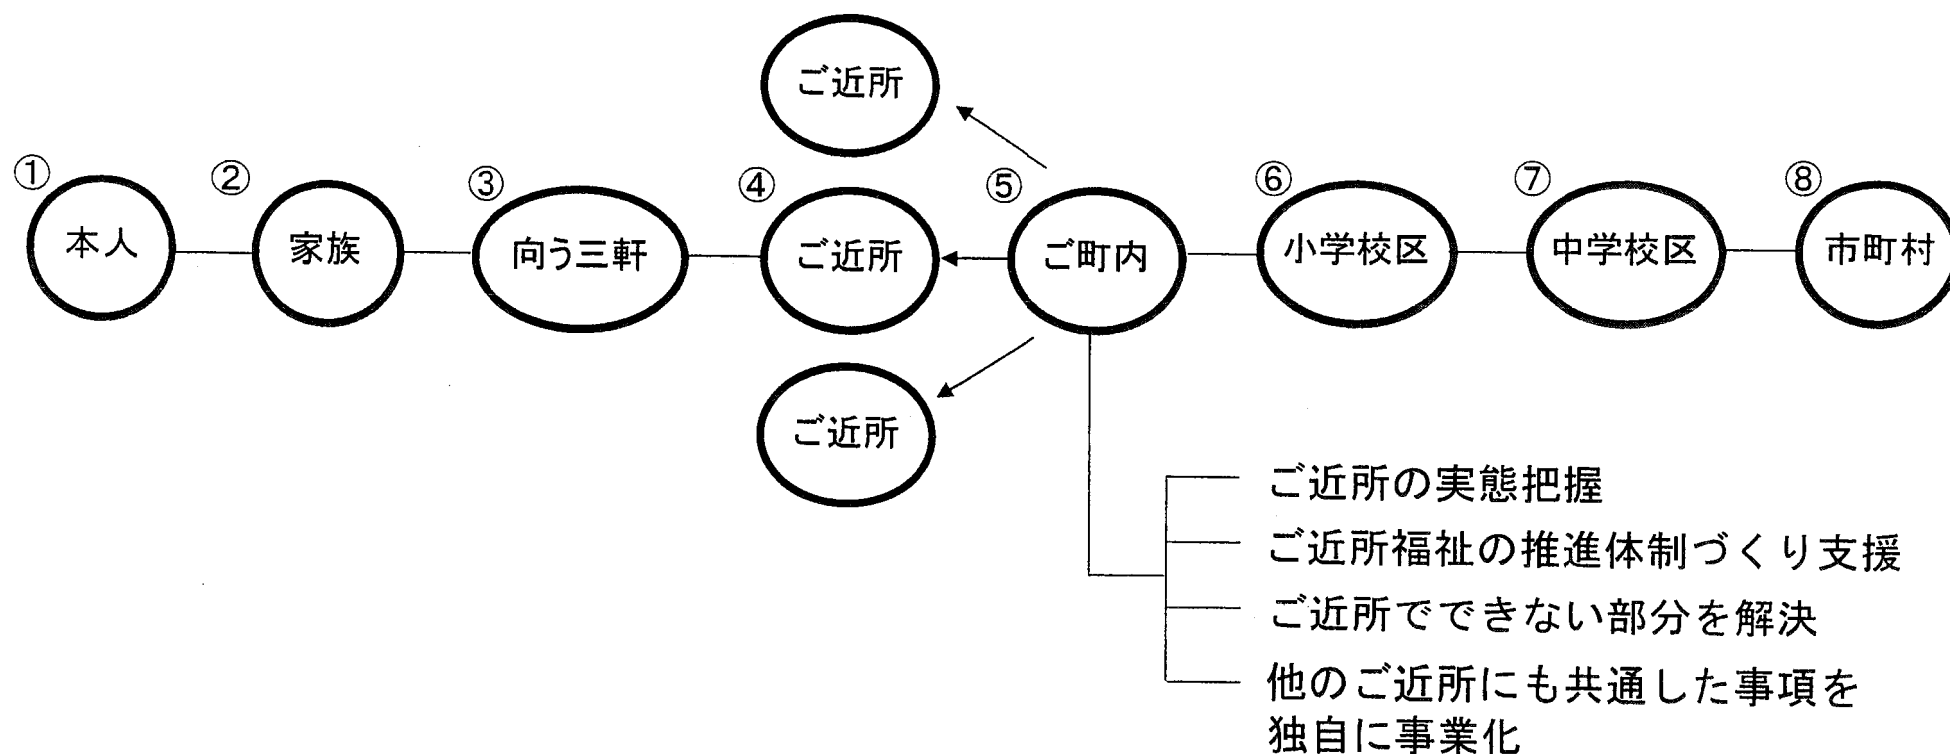 ご近所
① 本人
② 家族
③ 向う三軒
④ ご近所
⑤ ご町内
⑥ 小学校区
⑦ 中学校区
⑧ 市町村
ご近所
ご近所の実態把握
ご近所福祉の推進体制づくり支援
ご近所でできない部分を解決
他のご近所にも共通した事項を
独自に事業化